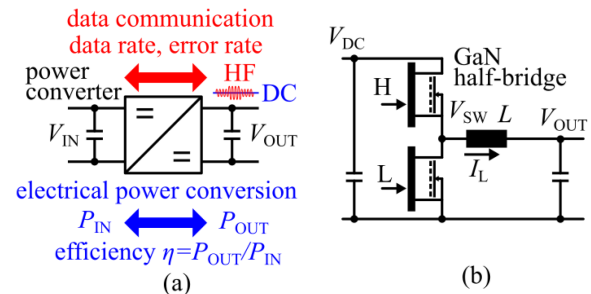 data communication
data rate, error rate
power
converter
HF
DC
V_IN
V_OUT
electrical power conversion
P_IN P_OUT
efficiency η=P_OUT/P_IN
(a)
V_DC
GaN
half-bridge
H
V_SW L V_OUT
I_L
L
(b)